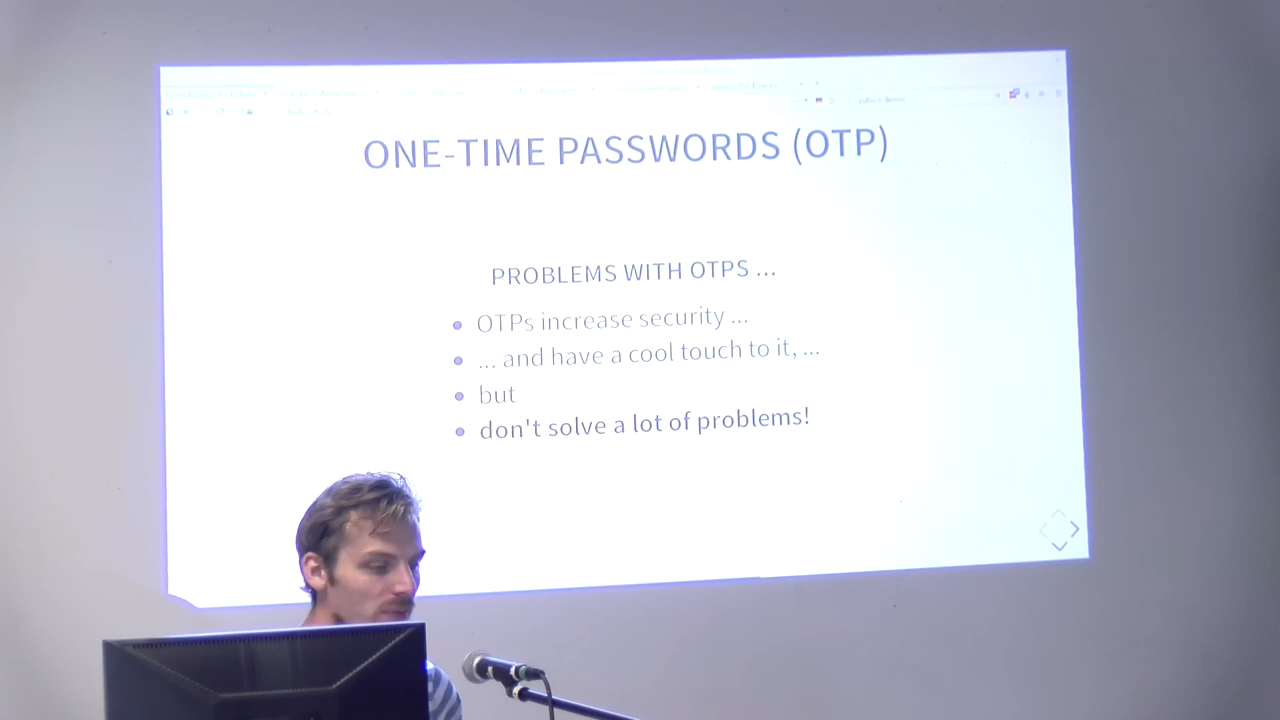 ONE-TIME PASSWORDS (OTP)
PROBLEMS WITH OTPS ...
OTPs increase security ...
... and have a cool touch to it, ...
but
don't solve a lot of problems!